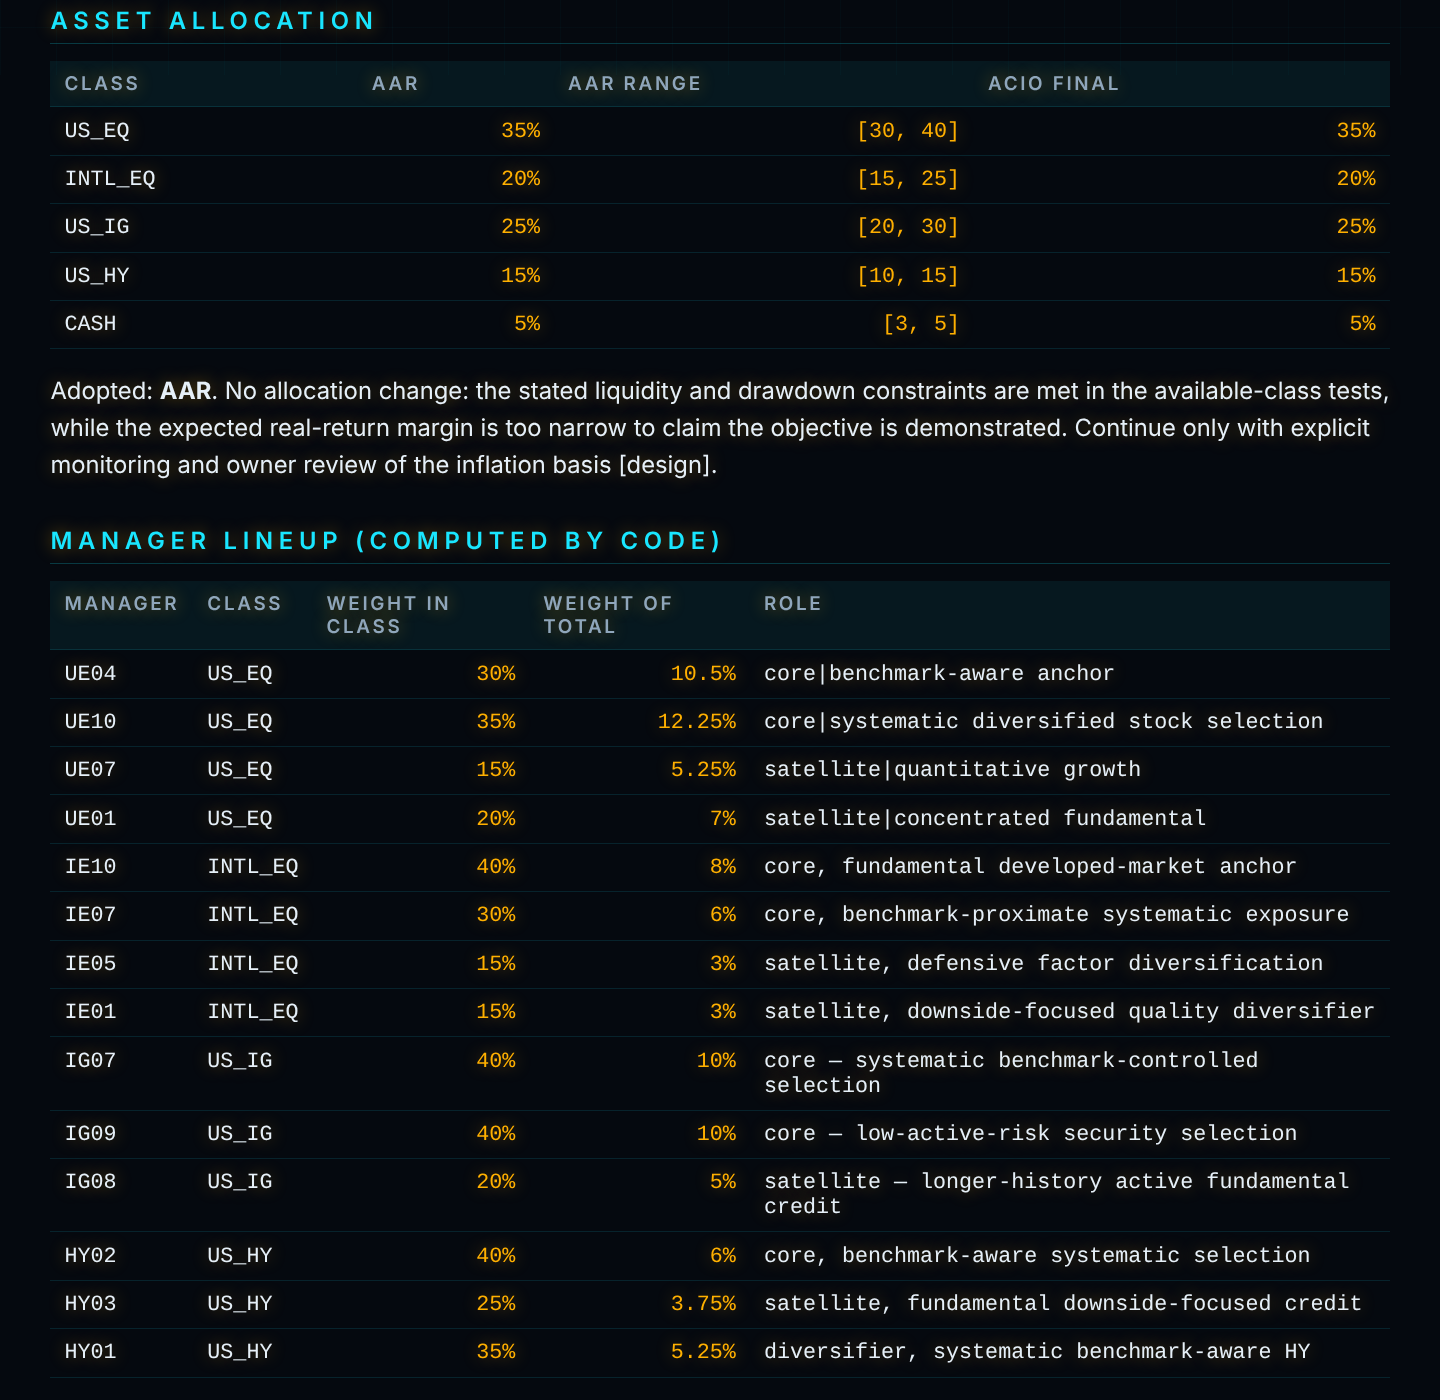 ASSET ALLOCATION
CLASS AAR AAR RANGE ACIO FINAL
US_EQ 35% [30, 40] 35%
INTL_EQ 20% [15, 25] 20%
US_IG 25% [20, 30] 25%
US_HY 15% [10, 15] 15%
CASH 5% [3, 5] 5%
Adopted: AAR. No allocation change: the stated liquidity and drawdown constraints are met in the available-class tests,
while the expected real-return margin is too narrow to claim the objective is demonstrated. Continue only with explicit
monitoring and owner review of the inflation basis [design].
MANAGER LINEUP (COMPUTED BY CODE)
MANAGER CLASS WEIGHT IN CLASS WEIGHT OF TOTAL ROLE
UE04 US_EQ 30% 10.5% core|benchmark-aware anchor
UE10 US_EQ 35% 12.25% core|systematic diversified stock selection
UE07 US_EQ 15% 5.25% satellite|quantitative growth
UE01 US_EQ 20% 7% satellite|concentrated fundamental
IE10 INTL_EQ 40% 8% core, fundamental developed-market anchor
IE07 INTL_EQ 30% 6% core, benchmark-proximate systematic exposure
IE05 INTL_EQ 15% 3% satellite, defensive factor diversification
IE01 INTL_EQ 15% 3% satellite, downside-focused quality diversifier
IG07 US_IG 40% 10% core — systematic benchmark-controlled
selection
IG09 US_IG 40% 10% core — low-active-risk security selection
IG08 US_IG 20% 5% satellite — longer-history active fundamental
credit
HY02 US_HY 40% 6% core, benchmark-aware systematic selection
HY03 US_HY 25% 3.75% satellite, fundamental downside-focused credit
HY01 US_HY 35% 5.25% diversifier, systematic benchmark-aware HY